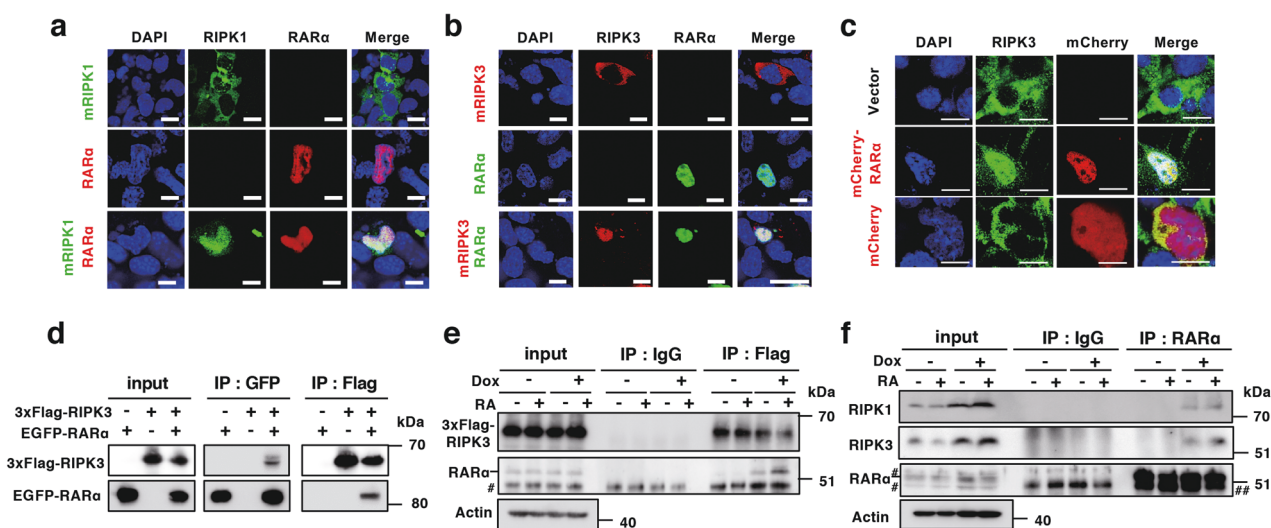 a
DAPI RIPK1 RARα Merge
mRIPK1
RARα
mRIPK1
RARα
b
DAPI RIPK3 RARα Merge
mRIPK3
RARα
mRIPK3
RARα
c
DAPI RIPK3 mCherry Merge
Vector
mCherry-
RARα
mCherry
d
input IP : GFP IP : Flag
3xFlag-RIPK3 - + + - + + - + + kDa
EGFP-RARα + - + + - + + - +
3xFlag-RIPK3 70
EGFP-RARα 80
e
input IP : IgG IP : Flag
Dox - + - + - + kDa
RA - + - + - + - + - + - +
3xFlag-
RIPK3 70
RARα
# 51
Actin 40
f
input IP : IgG IP : RARα
Dox - + - + - + kDa
RA - + - + - + - + - + - +
RIPK1 70
RIPK3 51
#
RARα
# 51
##
Actin 40